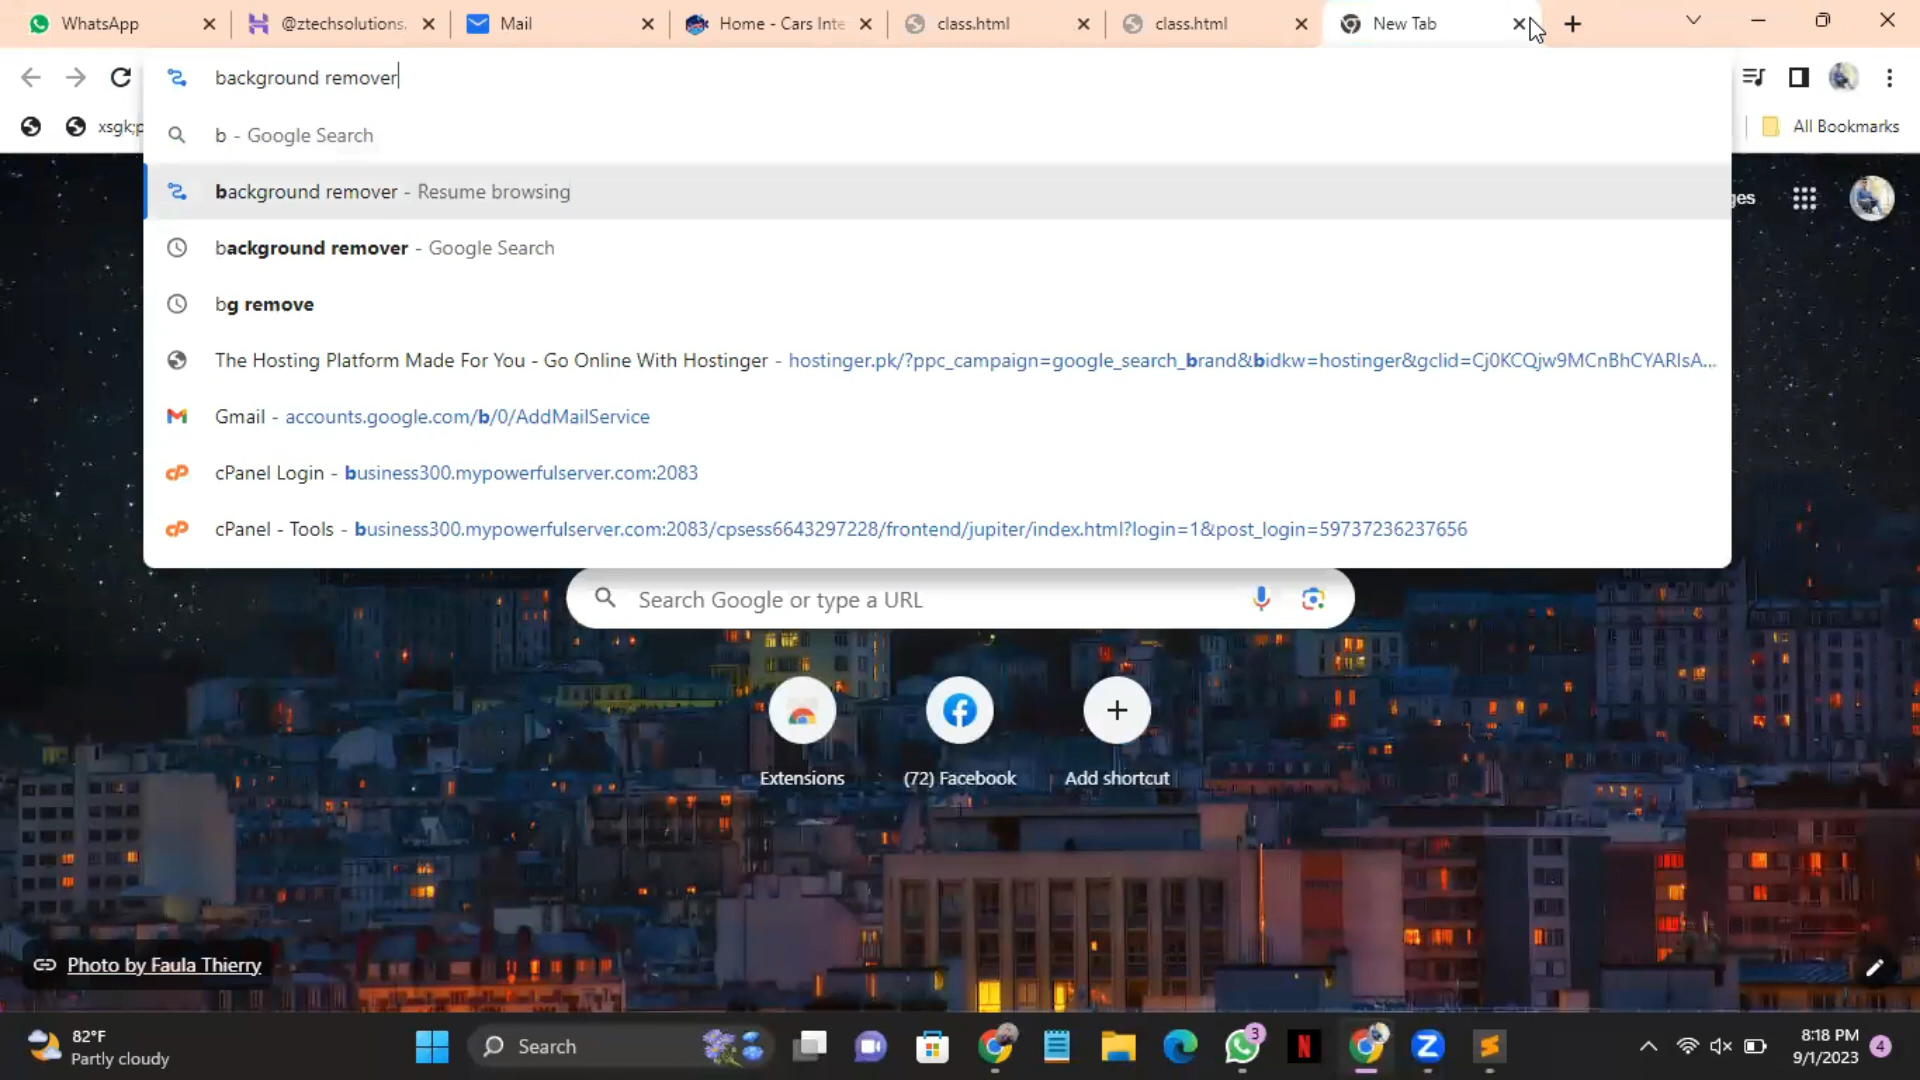 WhatsApp
@ztechsolutions.
Mail
Home - Cars Inte
class.html
class.html
New Tab
background remover
xsgk;p
All Bookmarks
b - Google Search
background remover - Resume browsing
background remover - Google Search
bg remove
The Hosting Platform Made For You - Go Online With Hostinger - hostinger.pk/?ppc_campaign=google_search_brand&bidkw=hostinger&gclid=Cj0KCQjw9MCnBhCYARIsA...
Gmail - accounts.google.com/b/0/AddMailService
cPanel Login - business300.mypowerfulserver.com:2083
cPanel - Tools - business300.mypowerfulserver.com:2083/cpsess6643297228/frontend/jupiter/index.html?login=1&post_login=59737236237656
ges
Search Google or type a URL
Extensions
(72) Facebook
Add shortcut
Photo by Faula Thierry
82°F
Partly cloudy
Search
3
8:18 PM
9/1/2023
4